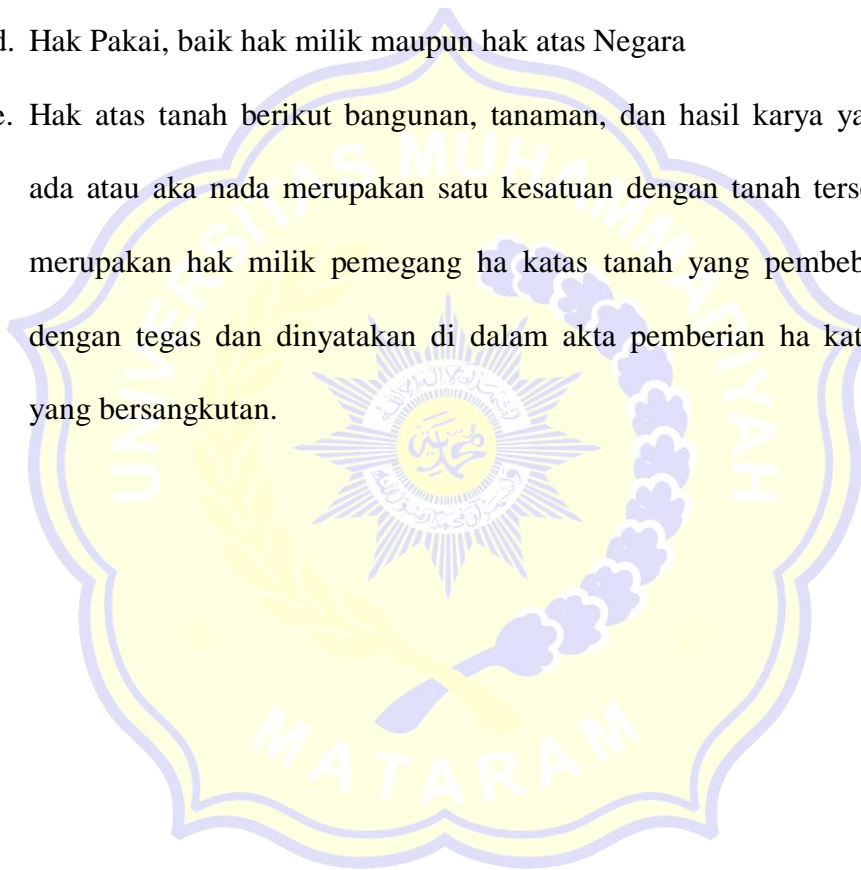 d. Hak Pakai, baik hak milik maupun hak atas Negara
e. Hak atas tanah berikut bangunan, tanaman, dan hasil karya ya
ada atau aka nada merupakan satu kesatuan dengan tanah terse
merupakan hak milik pemegang ha katas tanah yang pembeb
dengan tegas dan dinyatakan di dalam akta pemberian ha kat
yang bersangkutan.
UNIVERSITAS MUHAMMADIYAH
MATARAM